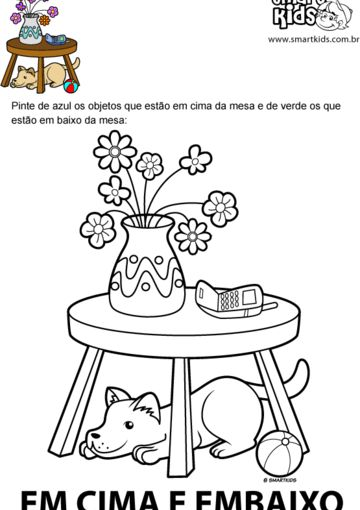 Kids
www.smartkids.com.br
Pinte de azul os objetos que estão em cima da mesa e de verde os que
estão em baixo da mesa:
© SMARTKIDS
EM CIMA E EMBAIXO